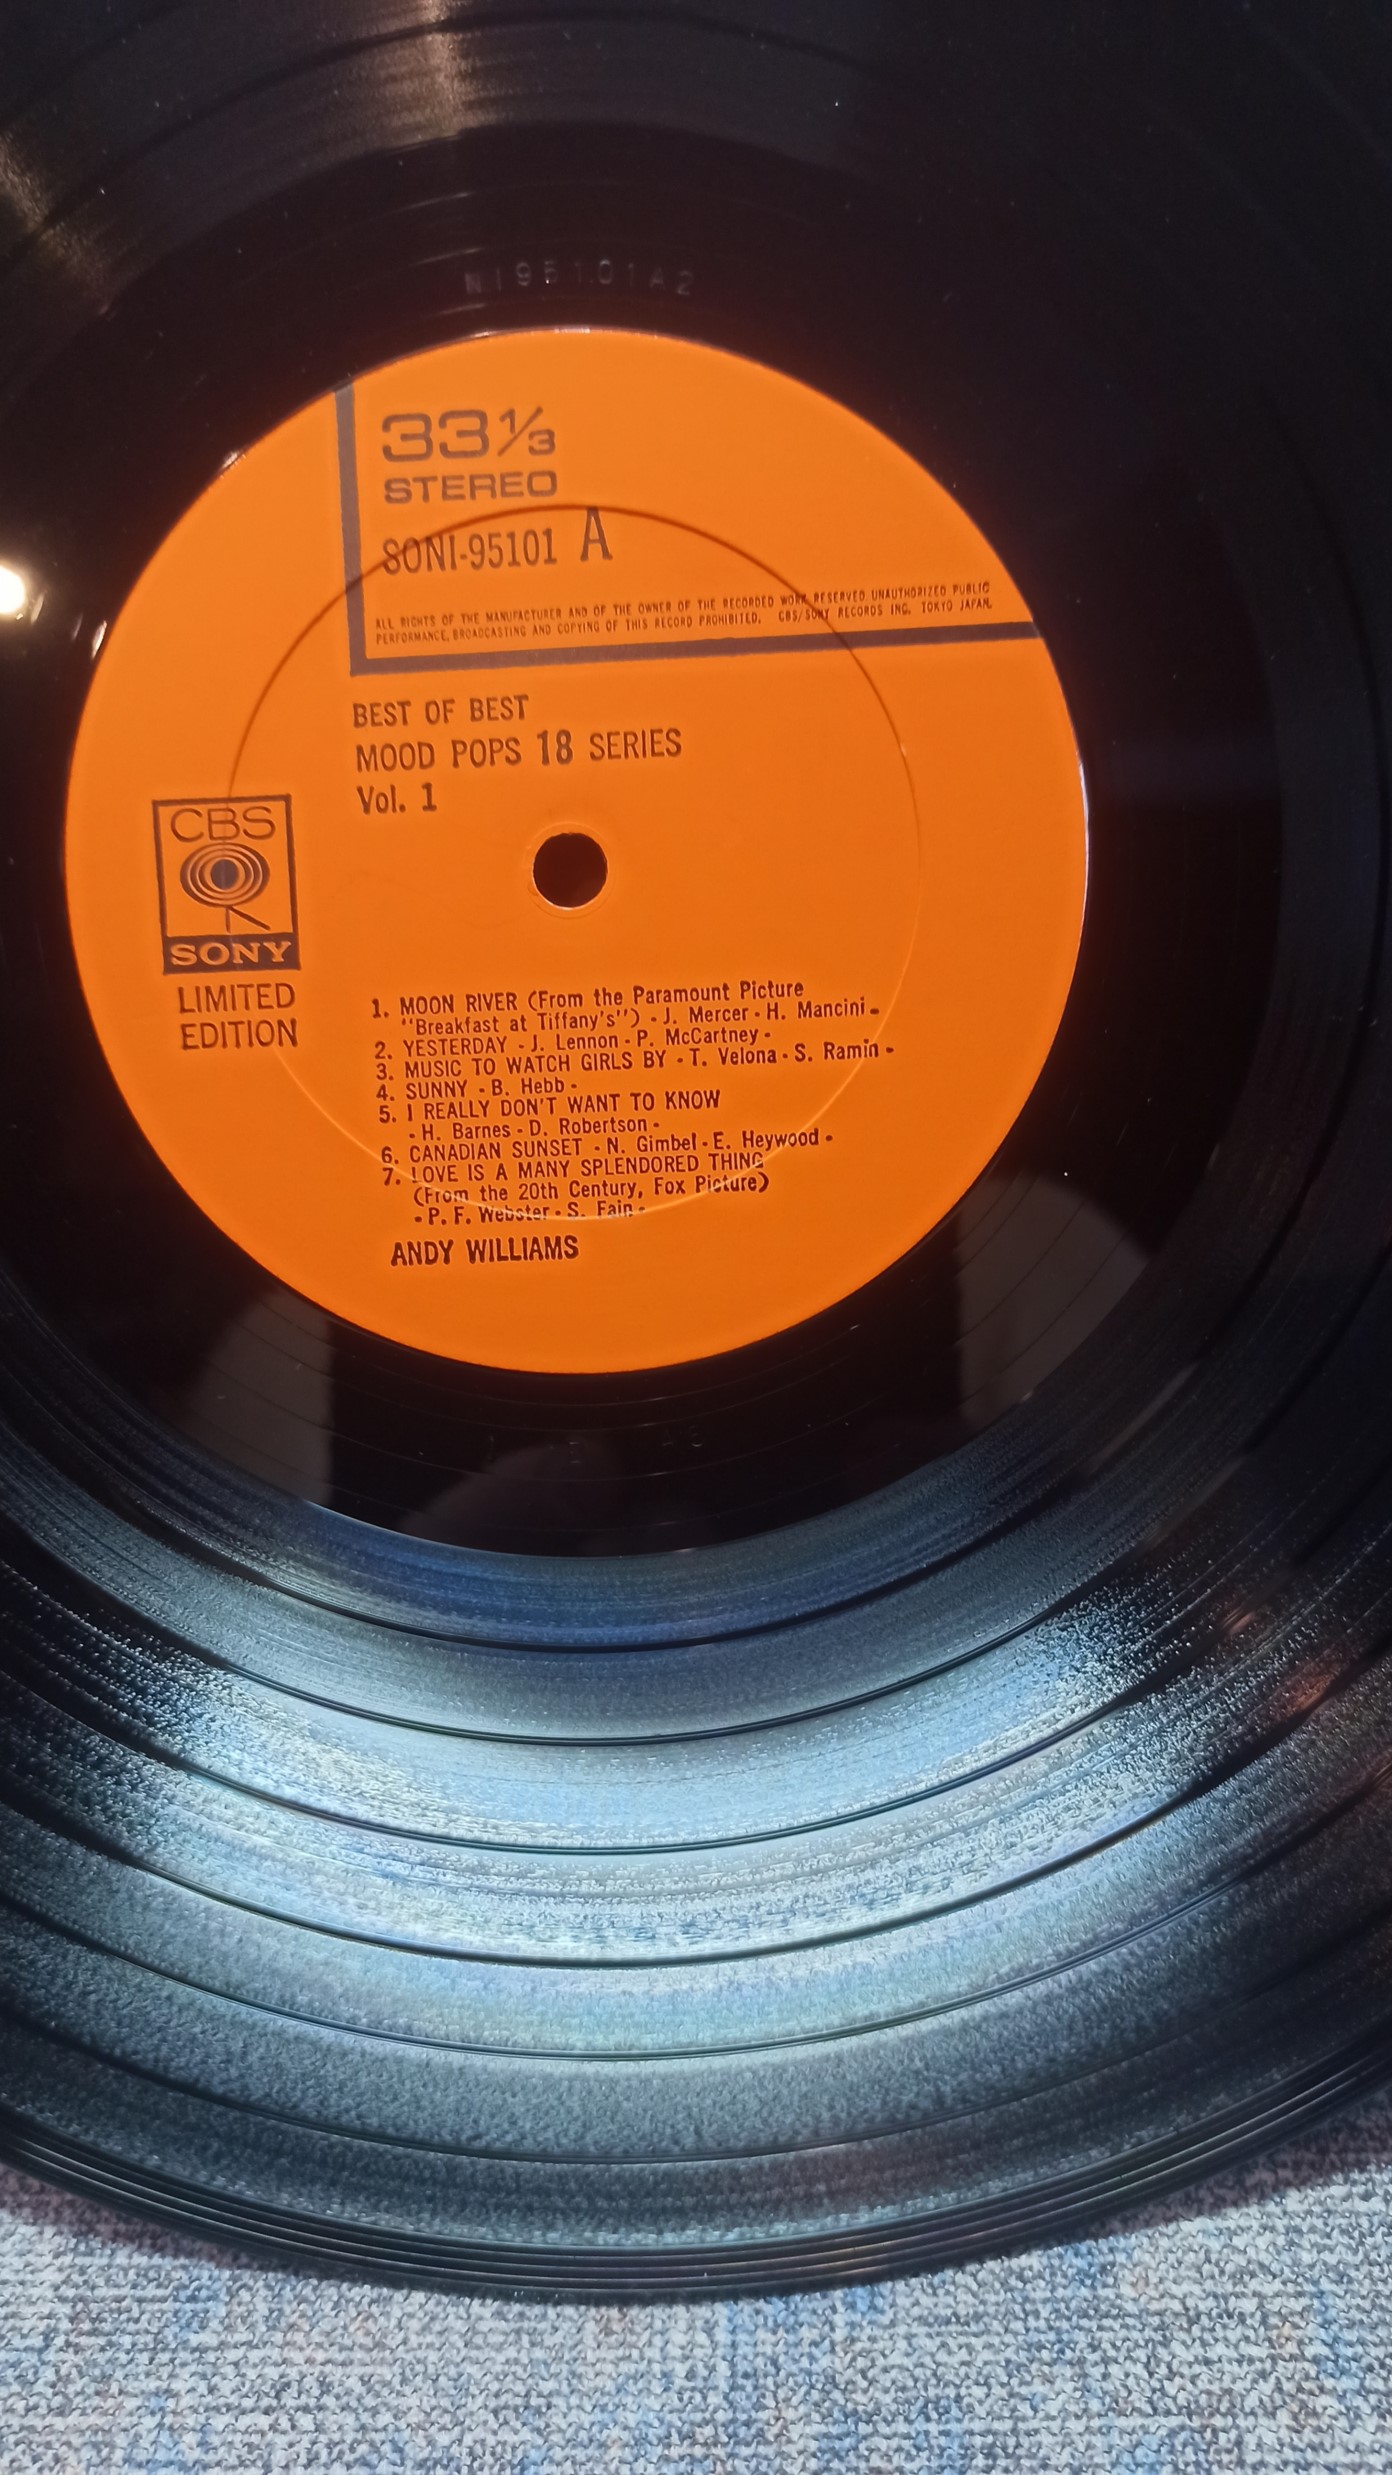 33⅓
STEREO
SONI-95101 A
ALL RIGHTS OF THE MANUFACTURER AND OF THE OWNER OF THE RECORDED WORK RESERVED UNAUTHORIZED PUBLIC
PERFORMANCE, BROADCASTING AND COPYING OF THIS RECORD PROHIBITED. CBS/SONY RECORDS INC. TOKYO JAPAN.
BEST OF BEST
MOOD POPS 18 SERIES
Vol. 1
CBS
SONY
LIMITED
EDITION
1. MOON RIVER (From the Paramount Picture
"Breakfast at Tiffany's") - J. Mercer - H. Mancini -
2. YESTERDAY - J. Lennon - P. McCartney -
3. MUSIC TO WATCH GIRLS BY - T. Velona - S. Ramin -
4. SUNNY - B. Hebb -
5. I REALLY DON'T WANT TO KNOW
- H. Barnes - D. Robertson -
6. CANADIAN SUNSET - N. Gimbel - E. Heywood -
7. LOVE IS A MANY SPLENDORED THING
(From the 20th Century, Fox Picture)
- P. F. Webster - S. Fain -
ANDY WILLIAMS